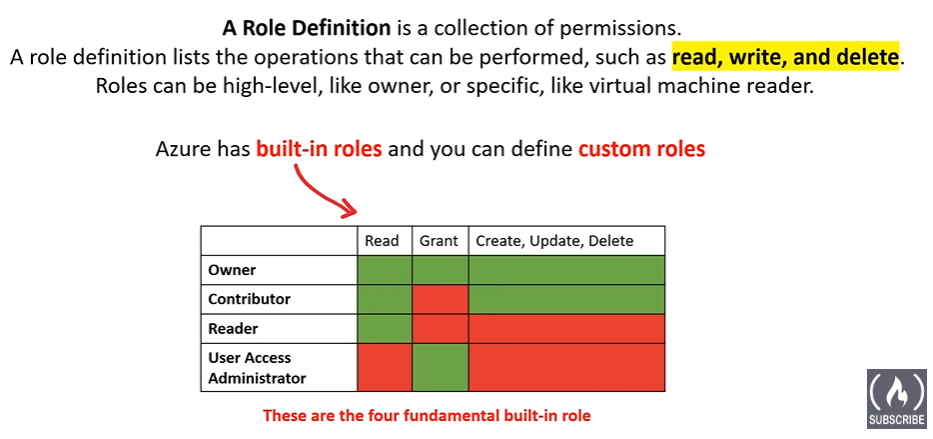 A Role Definition is a collection of permissions.
A role definition lists the operations that can be performed, such as read, write, and delete.
Roles can be high-level, like owner, or specific, like virtual machine reader.
Azure has built-in roles and you can define custom roles
Read Grant Create, Update, Delete
Owner
Contributor
Reader
User Access
Administrator
These are the four fundamental built-in role
SUBSCRIBE